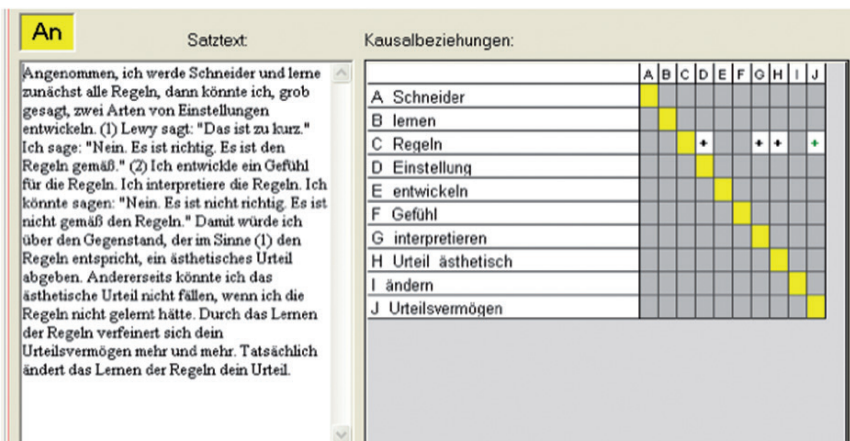 An
Satztext:
Kausalbeziehungen:
Angenommen, ich werde Schneider und lerne
zunächst alle Regeln, dann könnte ich, grob
gesagt, zwei Arten von Einstellungen
entwickeln. (1) Lewy sagt: "Das ist zu kurz."
Ich sage: "Nein. Es ist richtig. Es ist den
Regeln gemäß." (2) Ich entwickle ein Gefühl
für die Regeln. Ich interpretiere die Regeln. Ich
könnte sagen: "Nein. Es ist nicht richtig. Es ist
nicht gemäß den Regeln." Damit würde ich
über den Gegenstand, der im Sinne (1) den
Regeln entspricht, ein ästhetisches Urteil
abgeben. Andererseits könnte ich das
ästhetische Urteil nicht fällen, wenn ich die
Regeln nicht gelernt hätte. Durch das Lernen
der Regeln verfeinert sich dein
Urteilsvermögen mehr und mehr. Tatsächlich
ändert das Lernen der Regeln dein Urteil.
A B C D E F G H I J
A Schneider
B lernen
C Regeln + + + +
D Einstellung
E entwickeln
F Gefühl
G interpretieren
H Urteil ästhetisch
I ändern
J Urteilsvermögen